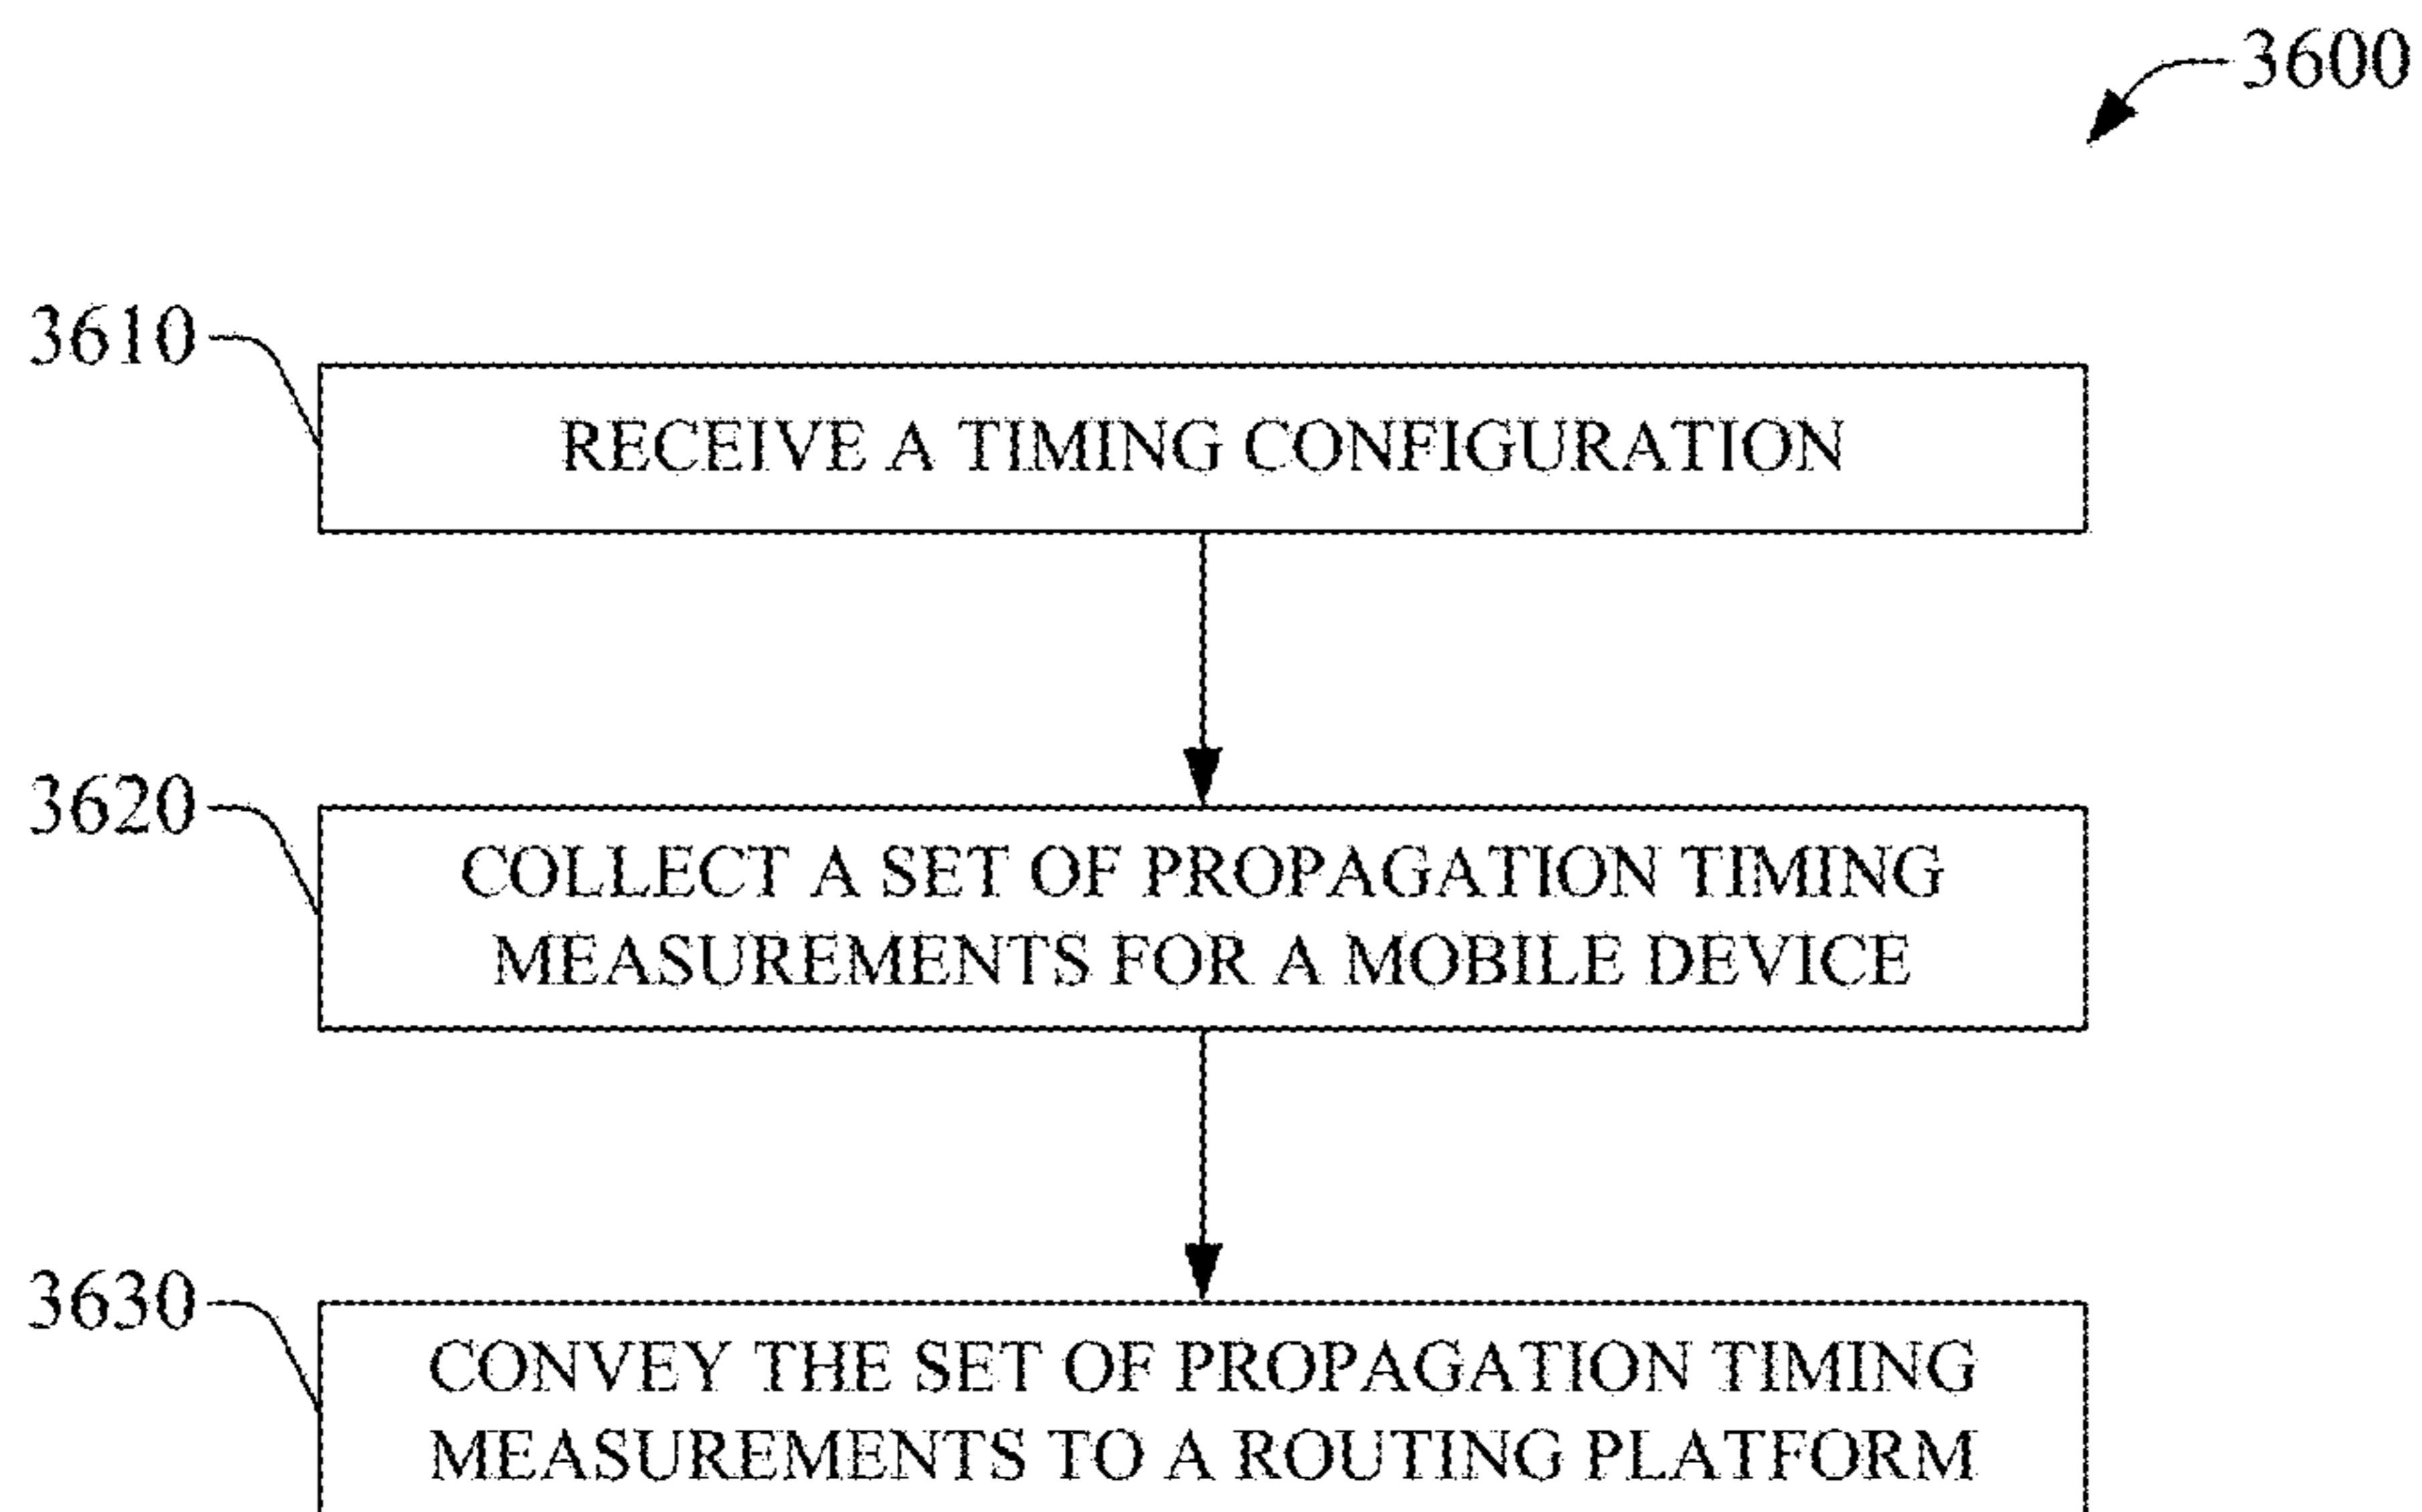 3600
3610
RECEIVE A TIMING CONFIGURATION
3620
COLLECT A SET OF PROPAGATION TIMING
MEASUREMENTS FOR A MOBILE DEVICE
3630
CONVEY THE SET OF PROPAGATION TIMING
MEASUREMENTS TO A ROUTING PLATFORM